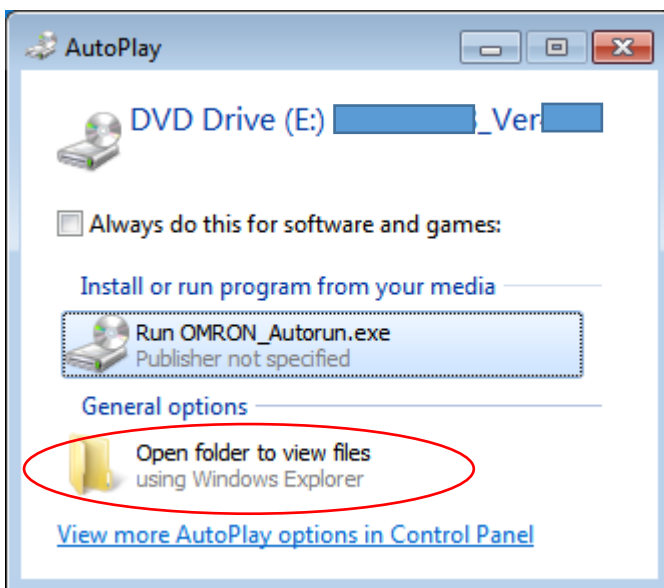 AutoPlay
DVD Drive (E:) _Ver
Always do this for software and games:
Install or run program from your media
Run OMRON_Autorun.exe
Publisher not specified
General options
Open folder to view files
using Windows Explorer
View more AutoPlay options in Control Panel